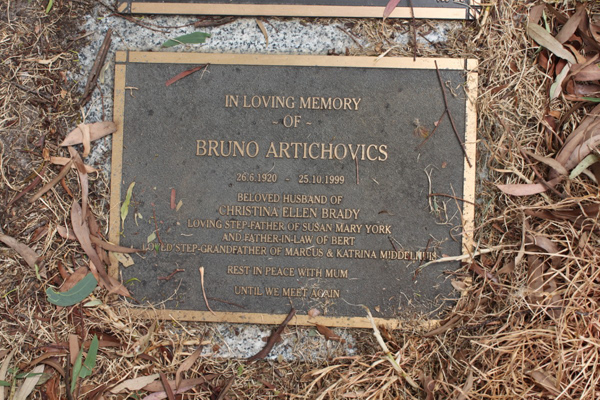 IN LOVING MEMORY
- OF -
BRUNO ARTICHOVICS
26.6.1920 - 25.10.1999
BELOVED HUSBAND OF
CHRISTINA ELLEN BRADY
LOVING STEP-FATHER OF SUSAN MARY YORK
AND FATHER-IN-LAW OF BERT
LOVED STEP-GRANDFATHER OF MARCUS & KATRINA MIDDELHUIS
REST IN PEACE WITH MUM
UNTIL WE MEET AGAIN